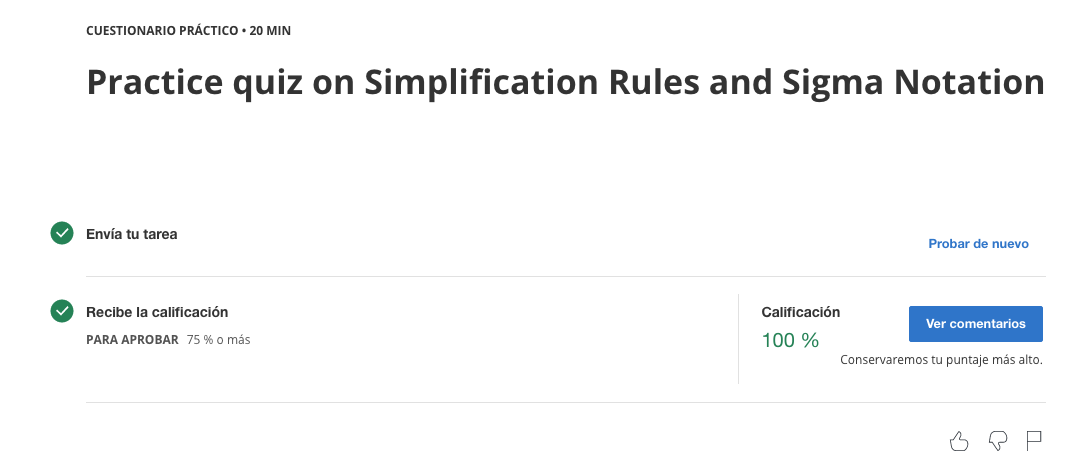 CUESTIONARIO PRÁCTICO • 20 MIN
Practice quiz on Simplification Rules and Sigma Notation
Envía tu tarea
Probar de nuevo
Recibe la calificación
PARA APROBAR 75 % o más
Calificación
100 %
Ver comentarios
Conservaremos tu puntaje más alto.